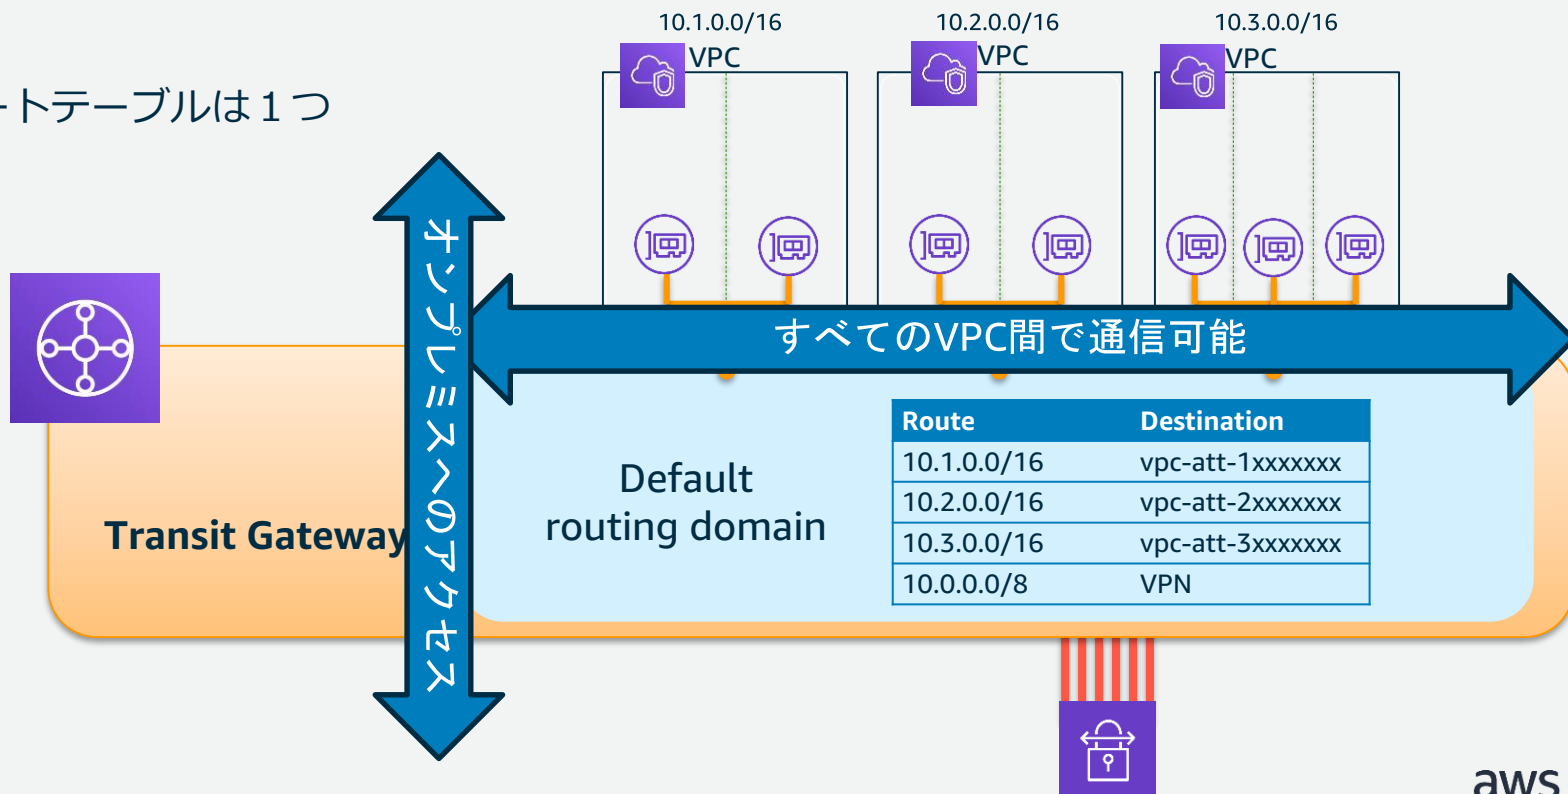 10.1.0.0/16
VPC
10.2.0.0/16
VPC
10.3.0.0/16
VPC
ートテーブルは1つ
オンプレミスへのアクセス
すべてのVPC間で通信可能
Transit Gateway
Default
routing domain
Route Destination
10.1.0.0/16 vpc-att-1xxxxxxx
10.2.0.0/16 vpc-att-2xxxxxxx
10.3.0.0/16 vpc-att-3xxxxxxx
10.0.0.0/8 VPN
aws